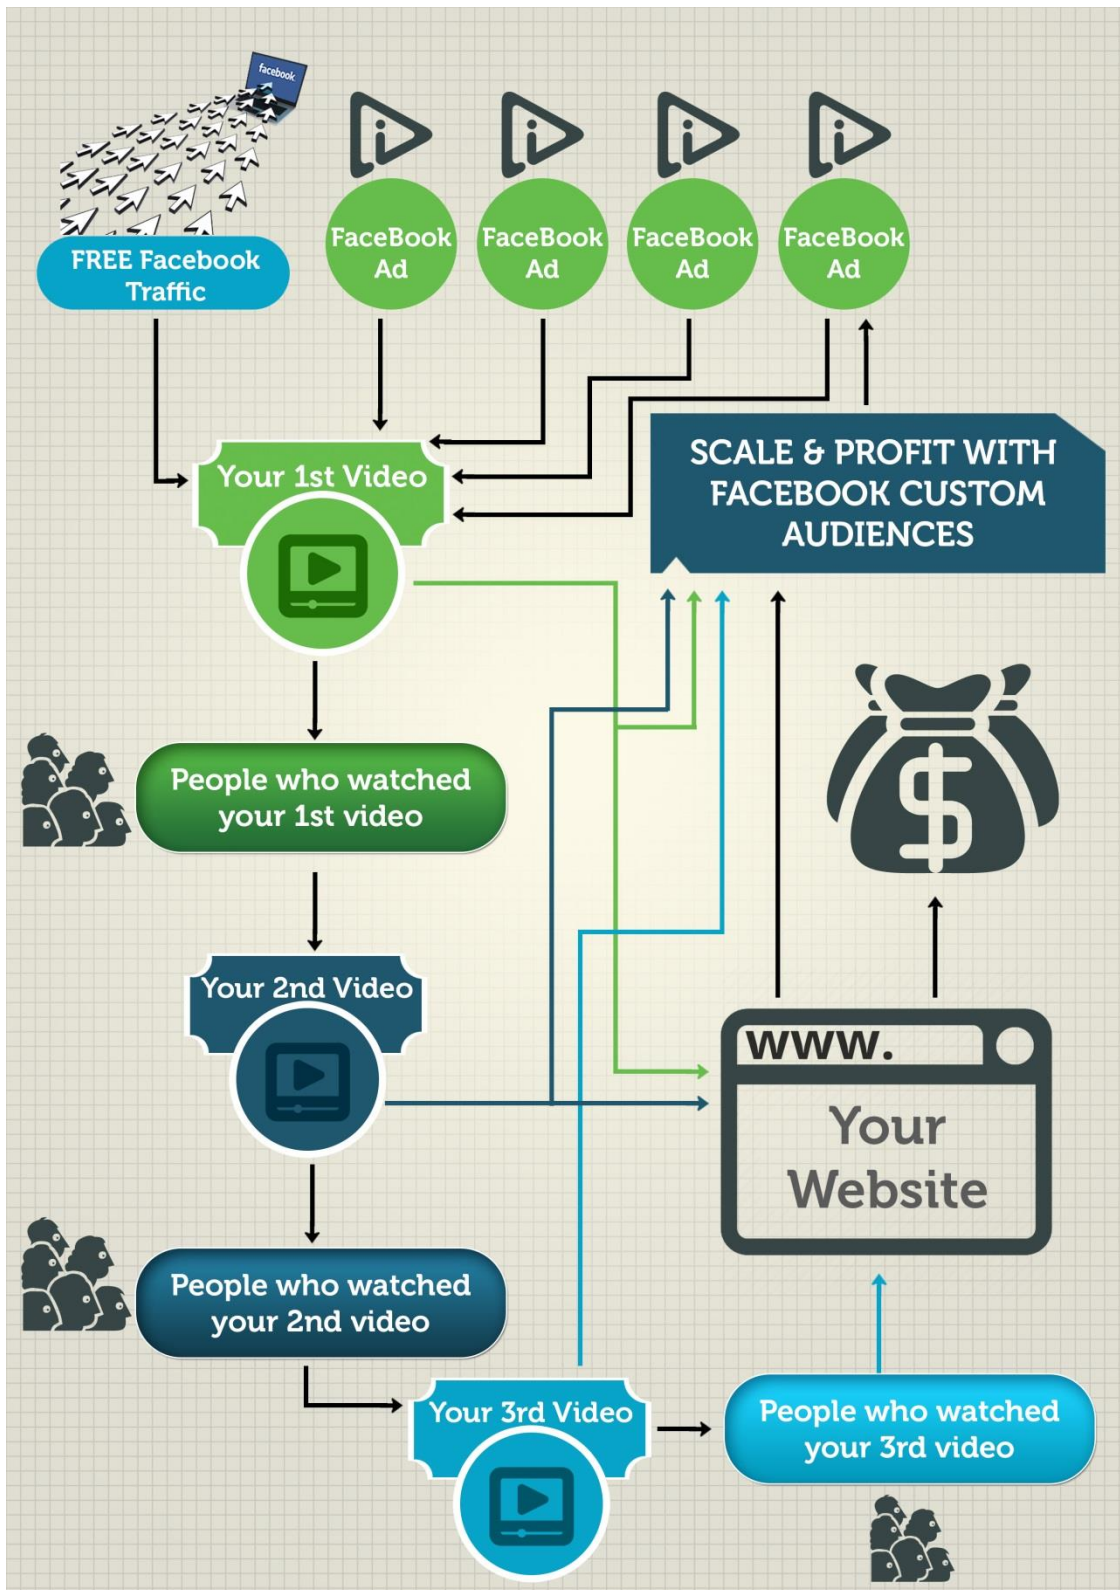 facebook
FREE Facebook
Traffic
FaceBook
Ad
FaceBook
Ad
FaceBook
Ad
FaceBook
Ad
SCALE & PROFIT WITH
FACEBOOK CUSTOM
AUDIENCES
Your 1st Video
People who watched
your 1st video
Your 2nd Video
www.
Your
Website
People who watched
your 2nd video
Your 3rd Video
People who watched
your 3rd video